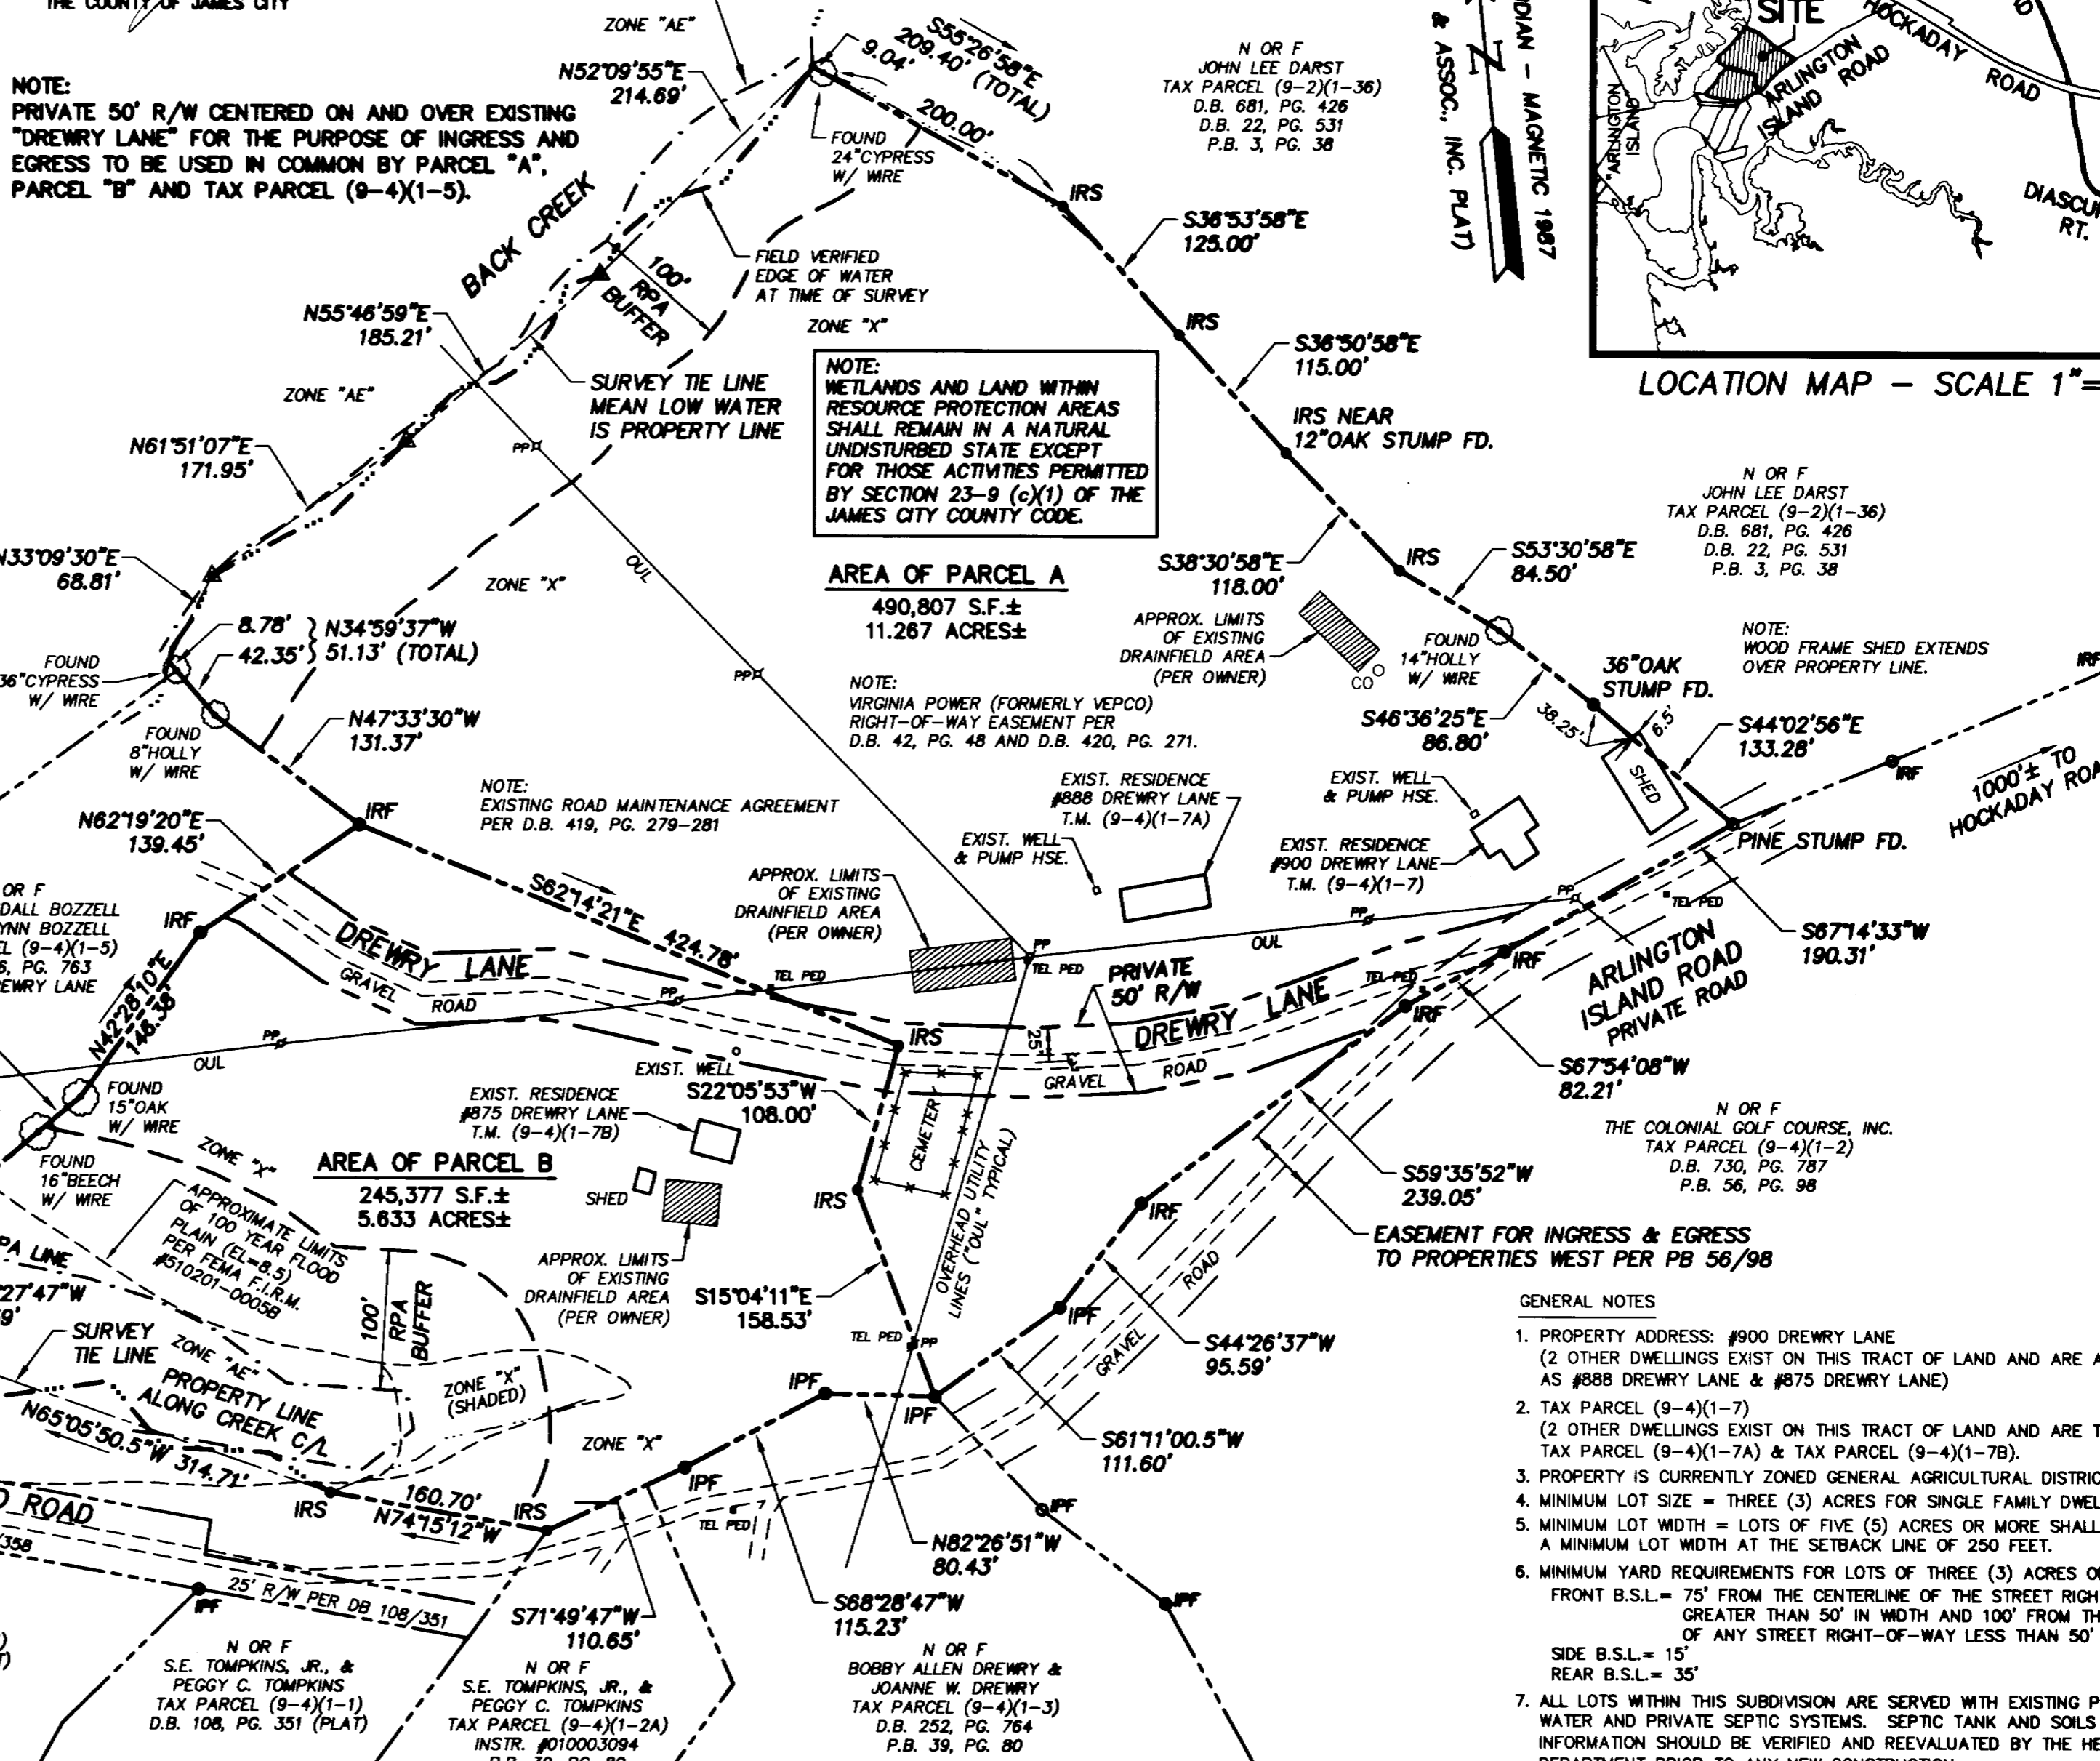 THE COUNTY OF JAMES CITY
NOTE:
PRIVATE 50' R/W CENTERED ON AND OVER EXISTING
"DREWRY LANE" FOR THE PURPOSE OF INGRESS AND
EGRESS TO BE USED IN COMMON BY PARCEL "A",
PARCEL "B" AND TAX PARCEL (9-4)(1-5).
ZONE "AE"
N52°09'55"E
214.69'
9.04'
S55°26'58"E
209.40' (TOTAL)
200.00'
FOUND
24"CYPRESS
W/ WIRE
IRS
N OR F
JOHN LEE DARST
TAX PARCEL (9-2)(1-36)
D.B. 681, PG. 426
D.B. 22, PG. 531
P.B. 3, PG. 38
MAGNETIC 1987
& ASSOC., INC. PLAT)
N
SITE
HOCKADAY ROAD
ARLINGTON
ISLAND ROAD
"ARLINGTON
ISLAND"
RT.
LOCATION MAP - SCALE 1"=
BACK CREEK
S36°53'58"E
125.00'
FIELD VERIFIED
EDGE OF WATER
AT TIME OF SURVEY
100'
RPA
BUFFER
ZONE "X"
N55°46'59"E
185.21'
IRS
S36°50'58"E
115.00'
SURVEY TIE LINE
MEAN LOW WATER
IS PROPERTY LINE
NOTE:
WETLANDS AND LAND WITHIN
RESOURCE PROTECTION AREAS
SHALL REMAIN IN A NATURAL
UNDISTURBED STATE EXCEPT
FOR THOSE ACTIVITIES PERMITTED
BY SECTION 23-9 (c)(1) OF THE
JAMES CITY COUNTY CODE.
ZONE "AE"
IRS NEAR
12"OAK STUMP FD.
N61°51'07"E
171.95'
PP
OUL
N OR F
JOHN LEE DARST
TAX PARCEL (9-2)(1-36)
D.B. 681, PG. 426
D.B. 22, PG. 531
P.B. 3, PG. 38
N33°09'30"E
68.81'
ZONE "X"
AREA OF PARCEL A
490,807 S.F.±
11.267 ACRES±
S38°30'58"E
118.00'
IRS
S53°30'58"E
84.50'
APPROX. LIMITS
OF EXISTING
DRAINFIELD AREA
(PER OWNER)
CO
8.78'
42.35'
N34°59'37"W
51.13' (TOTAL)
FOUND
36"CYPRESS
W/ WIRE
FOUND
14"HOLLY
W/ WIRE
36"OAK
STUMP FD.
NOTE:
WOOD FRAME SHED EXTENDS
OVER PROPERTY LINE.
IRF
PP
NOTE:
VIRGINIA POWER (FORMERLY VEPCO)
RIGHT-OF-WAY EASEMENT PER
D.B. 42, PG. 48 AND D.B. 420, PG. 271.
S46°36'25"E
86.80'
38.25'
6.5'
S44°02'56"E
133.28'
SHED
N47°33'30"W
131.37'
FOUND
8"HOLLY
W/ WIRE
IRF
1000'± TO
NOTE:
EXISTING ROAD MAINTENANCE AGREEMENT
PER D.B. 419, PG. 279-281
IRF
EXIST. RESIDENCE
#888 DREWRY LANE
T.M. (9-4)(1-7A)
EXIST. WELL
& PUMP HSE.
EXIST. WELL
& PUMP HSE.
EXIST. RESIDENCE
#900 DREWRY LANE
T.M. (9-4)(1-7)
PINE STUMP FD.
N62°19'20"E
139.45'
APPROX. LIMITS
OF EXISTING
DRAINFIELD AREA
(PER OWNER)
S62°14'21"E 424.78'
OR F
BOZZELL
BOZZELL
(9-4)(1-5)
PG. 763
LANE
IRF
DREWRY LANE
GRAVEL ROAD
PP
TEL PED
PP
TEL PED
PP
OUL
PP
TEL PED
S67°14'33"W
190.31'
PRIVATE
50' R/W
DREWRY LANE
TEL PED
IRF
ARLINGTON
ISLAND ROAD
PRIVATE ROAD
IRF
N42°28'10"E
146.38'
PP
OUL
PP
IRS
25'
GRAVEL ROAD
S67°54'08"W
82.21'
EXIST. WELL
FOUND
15"OAK
W/ WIRE
EXIST. RESIDENCE
#875 DREWRY LANE
T.M. (9-4)(1-7B)
S22°05'53"W
108.00'
CEMETERY
N OR F
THE COLONIAL GOLF COURSE, INC.
TAX PARCEL (9-4)(1-2)
D.B. 730, PG. 787
P.B. 56, PG. 98
FOUND
16"BEECH
W/ WIRE
ZONE "X"
AREA OF PARCEL B
245,377 S.F.±
5.633 ACRES±
SHED
IRS
OVERHEAD UTILITY
LINES ("OUL" TYPICAL)
S59°35'52"W
239.05'
IRF
EASEMENT FOR INGRESS & EGRESS
TO PROPERTIES WEST PER PB 56/98
APPROXIMATE LIMITS
OF 100 YEAR FLOOD
PLAIN (EL=8.5)
PER FEMA F.I.R.M.
#510201-0005B
LINE
27'47"W
100'
RPA
BUFFER
APPROX. LIMITS
OF EXISTING
DRAINFIELD AREA
(PER OWNER)
S15°04'11"E
158.53'
TEL PED
PP
IPF
GRAVEL ROAD
S44°26'37"W
95.59'
SURVEY
TIE LINE
ZONE "AE"
PROPERTY LINE
ALONG CREEK C/L
ZONE "X"
(SHADED)
N65°05'50.5"W 314.71'
IPF
IPF
S61°11'00.5"W
111.60'
ZONE "X"
IPF
ROAD
IRS
160.70'
N74°15'12"W
IRS
TEL PED
IPF
N82°26'51"W
80.43'
25' R/W PER DB 108/351
IPF
S71°49'47"W
110.65'
S68°28'47"W
115.23'
IPF
N OR F
S.E. TOMPKINS, JR., &
PEGGY C. TOMPKINS
TAX PARCEL (9-4)(1-1)
D.B. 108, PG. 351 (PLAT)
N OR F
S.E. TOMPKINS, JR., &
PEGGY C. TOMPKINS
TAX PARCEL (9-4)(1-2A)
INSTR. #010003094
N OR F
BOBBY ALLEN DREWRY &
JOANNE W. DREWRY
TAX PARCEL (9-4)(1-3)
D.B. 252, PG. 764
P.B. 39, PG. 80
GENERAL NOTES
1. PROPERTY ADDRESS: #900 DREWRY LANE
(2 OTHER DWELLINGS EXIST ON THIS TRACT OF LAND AND ARE
AS #888 DREWRY LANE & #875 DREWRY LANE)
2. TAX PARCEL (9-4)(1-7)
(2 OTHER DWELLINGS EXIST ON THIS TRACT OF LAND AND ARE
TAX PARCEL (9-4)(1-7A) & TAX PARCEL (9-4)(1-7B).
3. PROPERTY IS CURRENTLY ZONED GENERAL AGRICULTURAL
4. MINIMUM LOT SIZE = THREE (3) ACRES FOR SINGLE FAMILY
5. MINIMUM LOT WIDTH = LOTS OF FIVE (5) ACRES OR MORE SHALL
A MINIMUM LOT WIDTH AT THE SETBACK LINE OF 250 FEET.
6. MINIMUM YARD REQUIREMENTS FOR LOTS OF THREE (3) ACRES
FRONT B.S.L.= 75' FROM THE CENTERLINE OF THE STREET
GREATER THAN 50' IN WIDTH AND 100' FROM
OF ANY STREET RIGHT-OF-WAY LESS THAN 50'
SIDE B.S.L.= 15'
REAR B.S.L.= 35'
7. ALL LOTS WITHIN THIS SUBDIVISION ARE SERVED WITH EXISTING
WATER AND PRIVATE SEPTIC SYSTEMS. SEPTIC TANK AND SOILS
INFORMATION SHOULD BE VERIFIED AND REEVALUATED BY THE